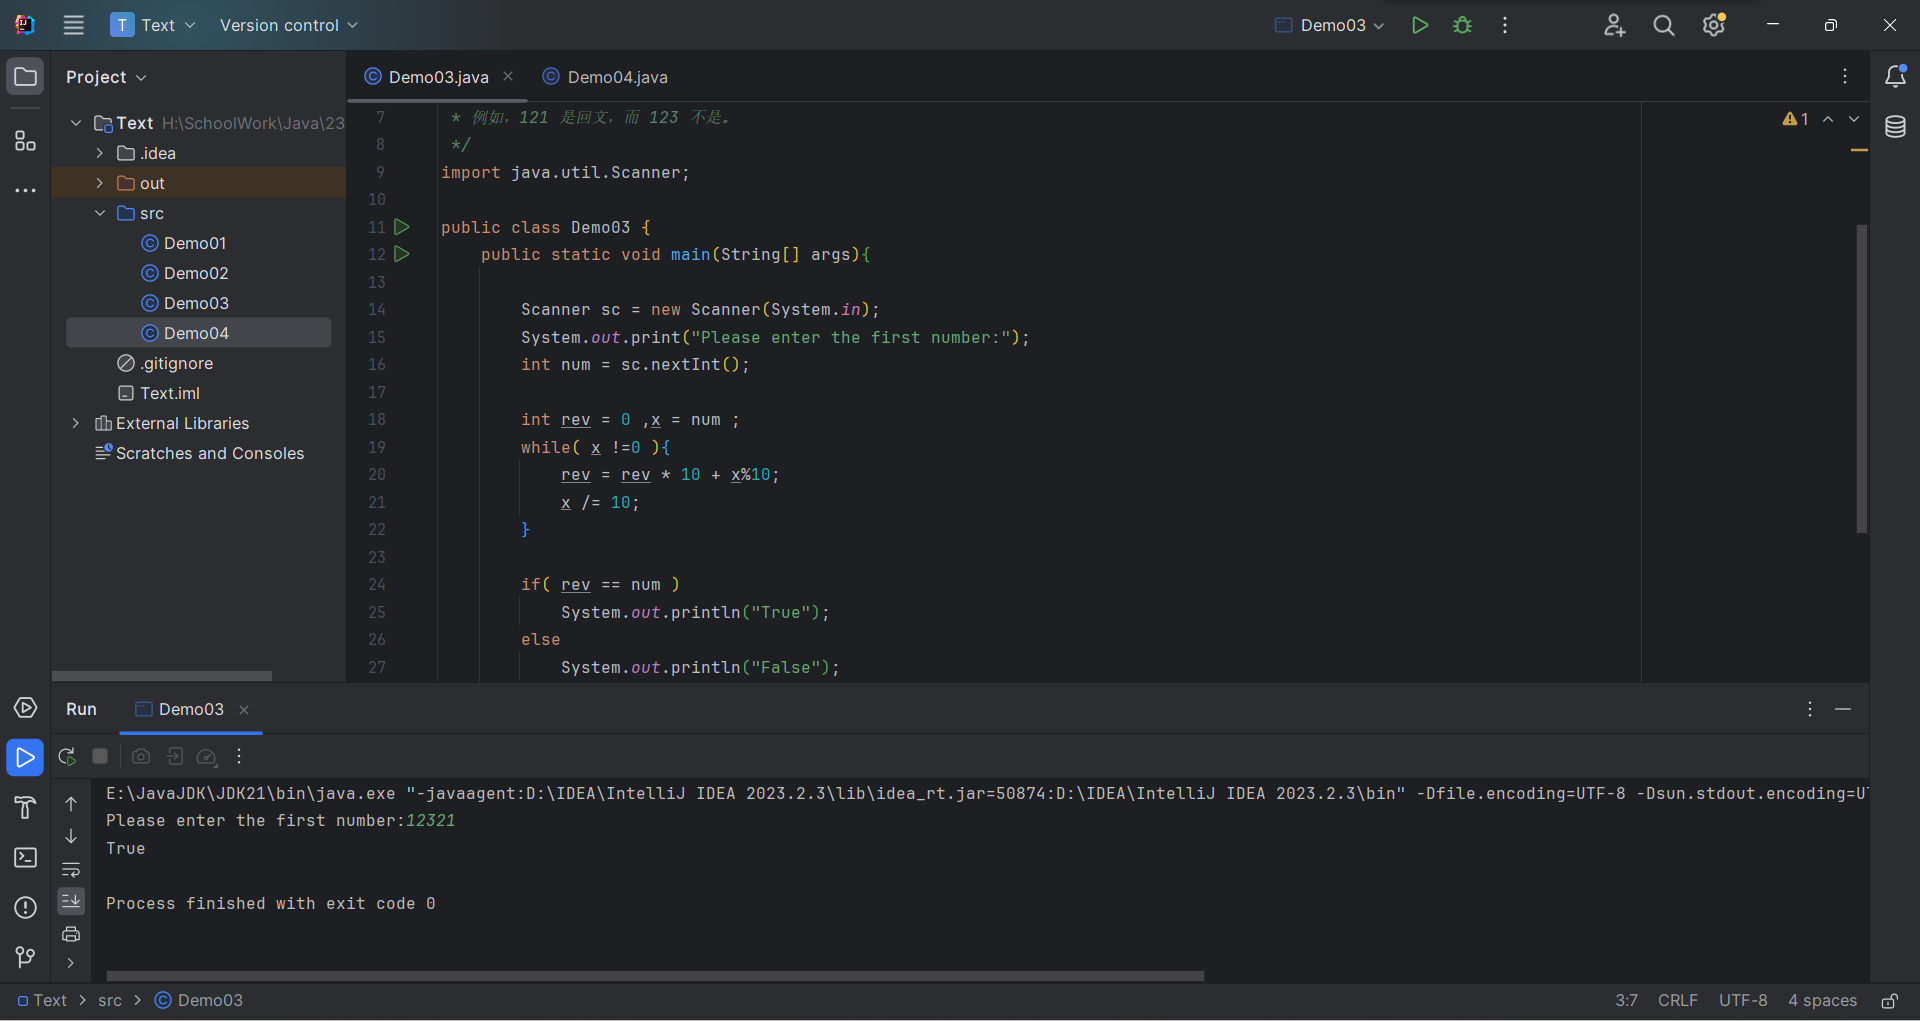 T Text Version control Demo03
Project Demo03.java Demo04.java
Text H:\SchoolWork\Java\23
.idea
out
src
Demo01
Demo02
Demo03
Demo04
.gitignore
Text.iml
External Libraries
Scratches and Consoles
1
7 * 例如，121 是回文，而 123 不是。
8 */
9 import java.util.Scanner;
10
11 public class Demo03 {
12 public static void main(String[] args){
13
14 Scanner sc = new Scanner(System.in);
15 System.out.print("Please enter the first number:");
16 int num = sc.nextInt();
17
18 int rev = 0 ,x = num ;
19 while( x !=0 ){
20 rev = rev * 10 + x%10;
21 x /= 10;
22 }
23
24 if( rev == num )
25 System.out.println("True");
26 else
27 System.out.println("False");
Run Demo03
E:\JavaJDK\JDK21\bin\java.exe "-javaagent:D:\IDEA\IntelliJ IDEA 2023.2.3\lib\idea_rt.jar=50874:D:\IDEA\IntelliJ IDEA 2023.2.3\bin" -Dfile.encoding=UTF-8 -Dsun.stdout.encoding=U
Please enter the first number:12321
True
Process finished with exit code 0
Text > src > Demo03 3:7 CRLF UTF-8 4 spaces